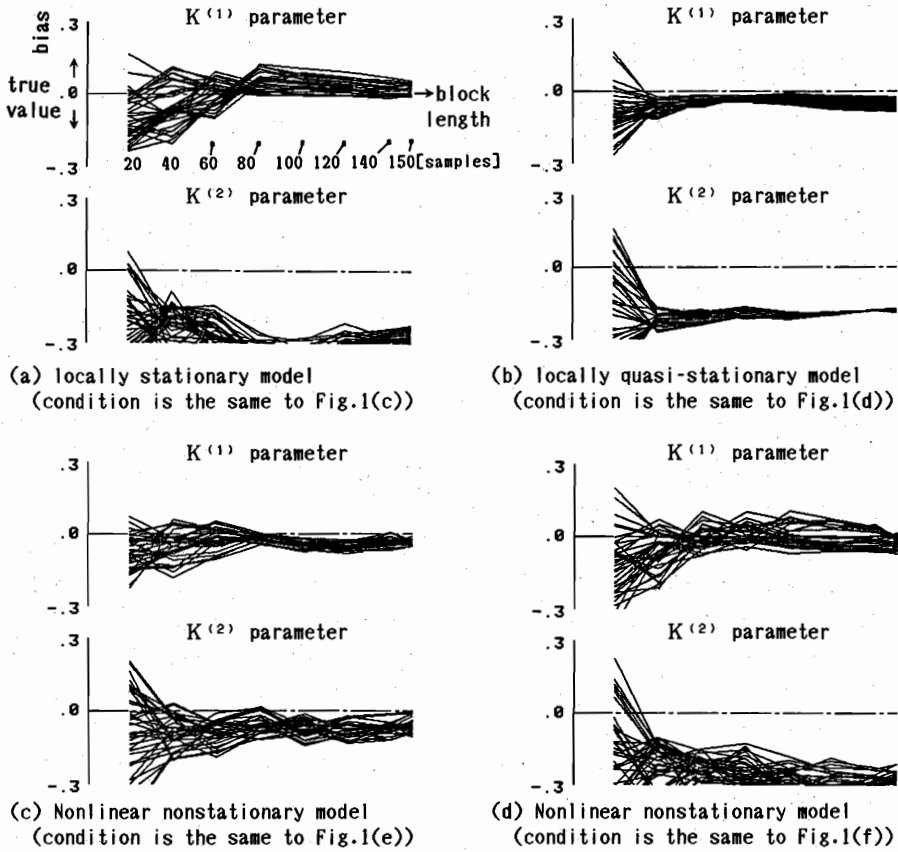 K(1) parameter
.3
bias
true value
.0
→block length
20 40 60 80 100 120 140 150[samples]
-.3
K(2) parameter
.3
.0
-.3
(a) locally stationary model
(condition is the same to Fig.1(c))
K(1) parameter
.3
.0
-.3
K(2) parameter
.3
.0
-.3
(b) locally quasi-stationary model
(condition is the same to Fig.1(d))
K(1) parameter
.3
.0
-.3
K(2) parameter
.3
.0
-.3
(c) Nonlinear nonstationary model
(condition is the same to Fig.1(e))
K(1) parameter
.3
.0
-.3
K(2) parameter
.3
.0
-.3
(d) Nonlinear nonstationary model
(condition is the same to Fig.1(f))